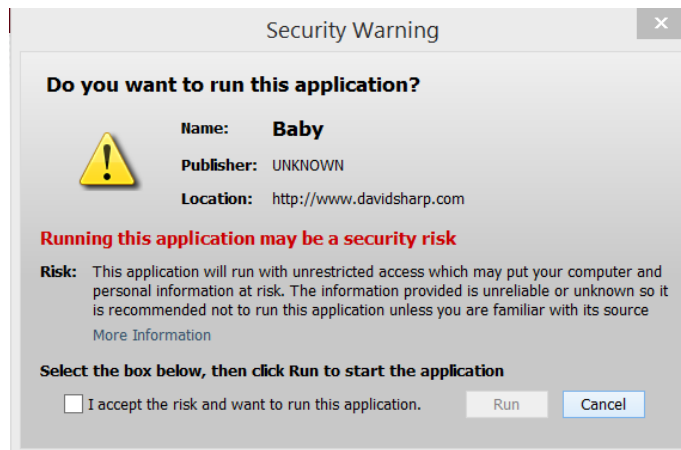 Security Warning
Do you want to run this application?
Name: Baby
Publisher: UNKNOWN
Location: http://www.davidsharp.com
Running this application may be a security risk
Risk: This application will run with unrestricted access which may put your computer and
personal information at risk. The information provided is unreliable or unknown so it
is recommended not to run this application unless you are familiar with its source
More Information
Select the box below, then click Run to start the application
I accept the risk and want to run this application. Run Cancel